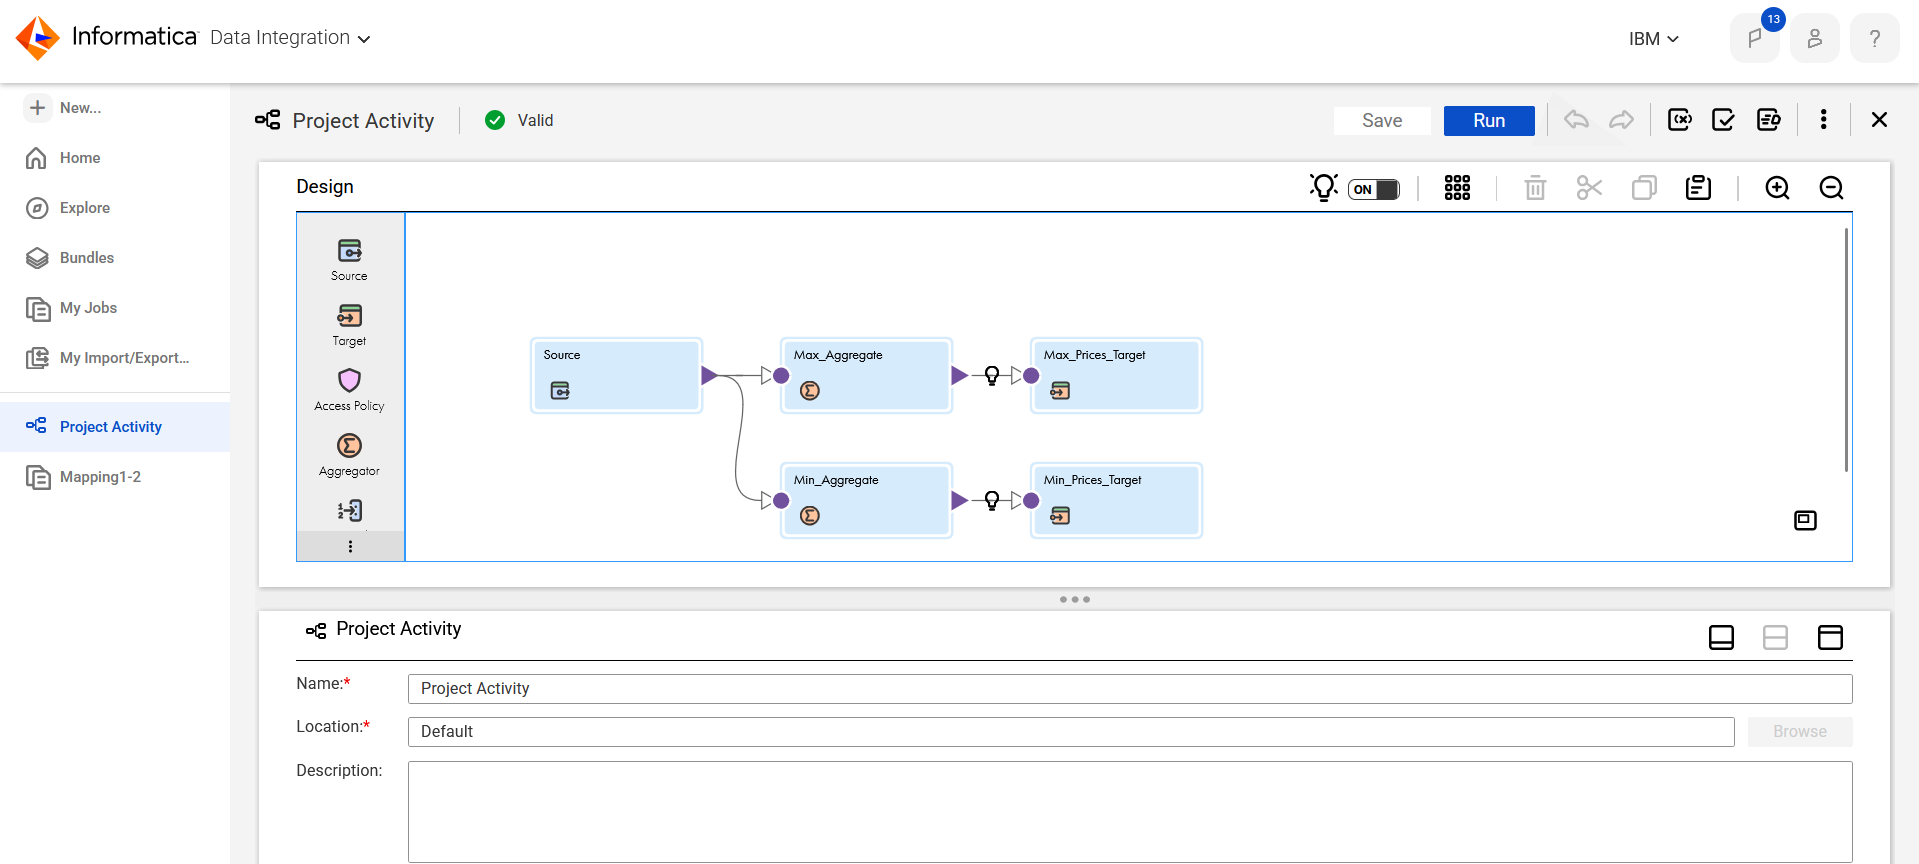 Informatica Data Integration
IBM
13
?
New...
Home
Explore
Bundles
My Jobs
My Import/Export...
Project Activity
Mapping1-2
Project Activity
Valid
Save
Run
Design
ON
Source
Target
Access Policy
Aggregator
Source
Max_Aggregate
Max_Prices_Target
Min_Aggregate
Min_Prices_Target
Project Activity
Name:*
Project Activity
Location:*
Default
Browse
Description: